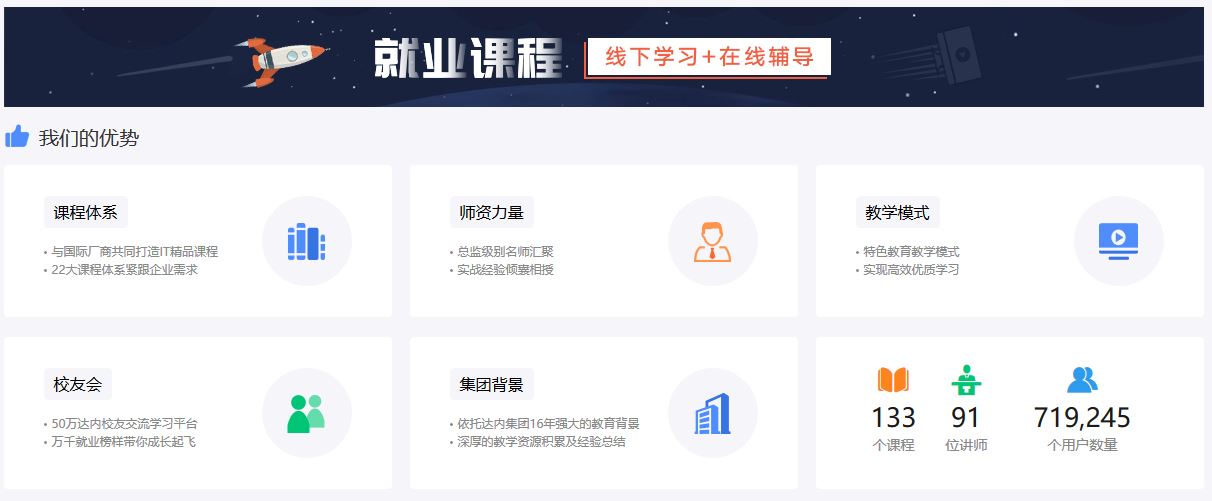 就业课程
线下学习+在线辅导
我们的优势
课程体系
• 与国际厂商共同打造IT精品课程
• 22大课程体系紧跟企业需求
师资力量
• 总监级别名师汇聚
• 实战经验倾囊相授
教学模式
• 特色教育教学模式
• 实现高效优质学习
校友会
• 50万达内校友交流学习平台
• 万千就业榜样带你成长起飞
集团背景
• 依托达内集团16年强大的教育背景
• 深厚的教学资源积累及经验总结
133 91 719,245
个课程 位讲师 个用户数量